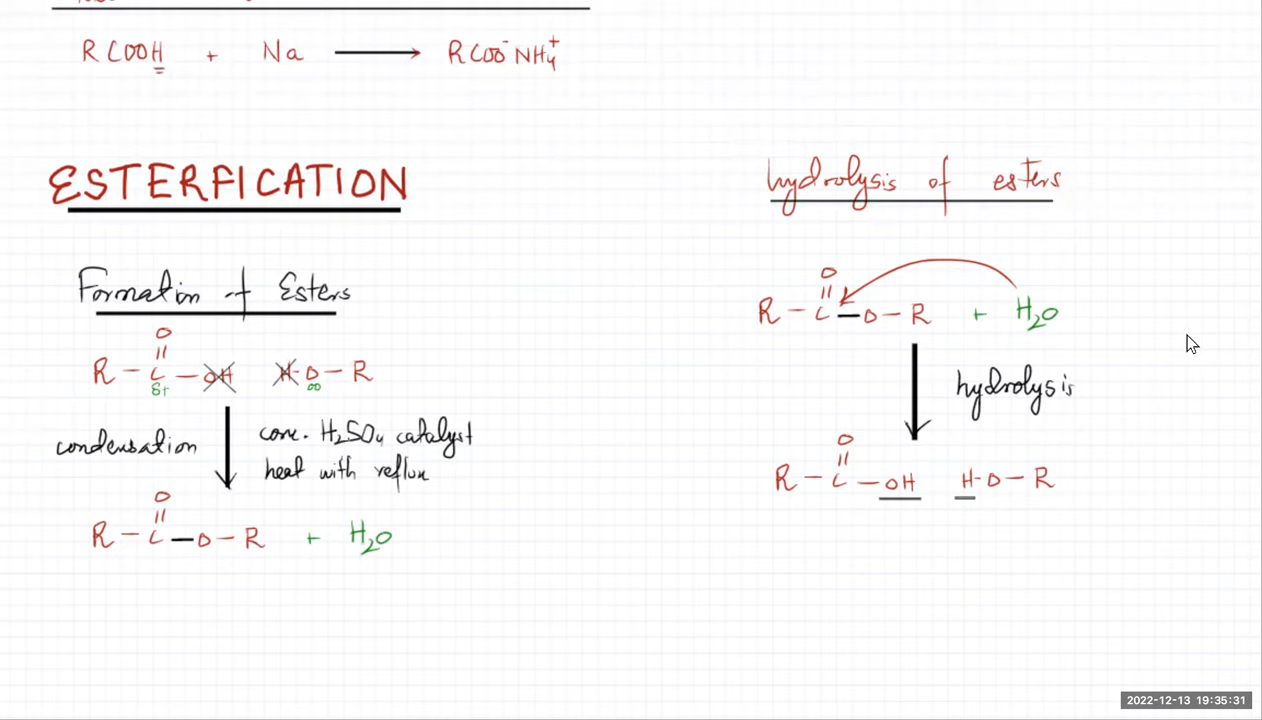 RCOOH + Na ⟶ RCOO⁻ NH₄⁺
ESTERFICATION
Formation of Esters
O
||
R – C – OH H-O – R
δ+ oo
condensation
conc. H₂SO₄ catalyst
heat with reflux
O
||
R – C – O – R + H₂O
hydrolysis of esters
O
||
R – C – O – R + H₂O
hydrolysis
O
||
R – C – OH H-O – R
2022-12-13 19:35:31